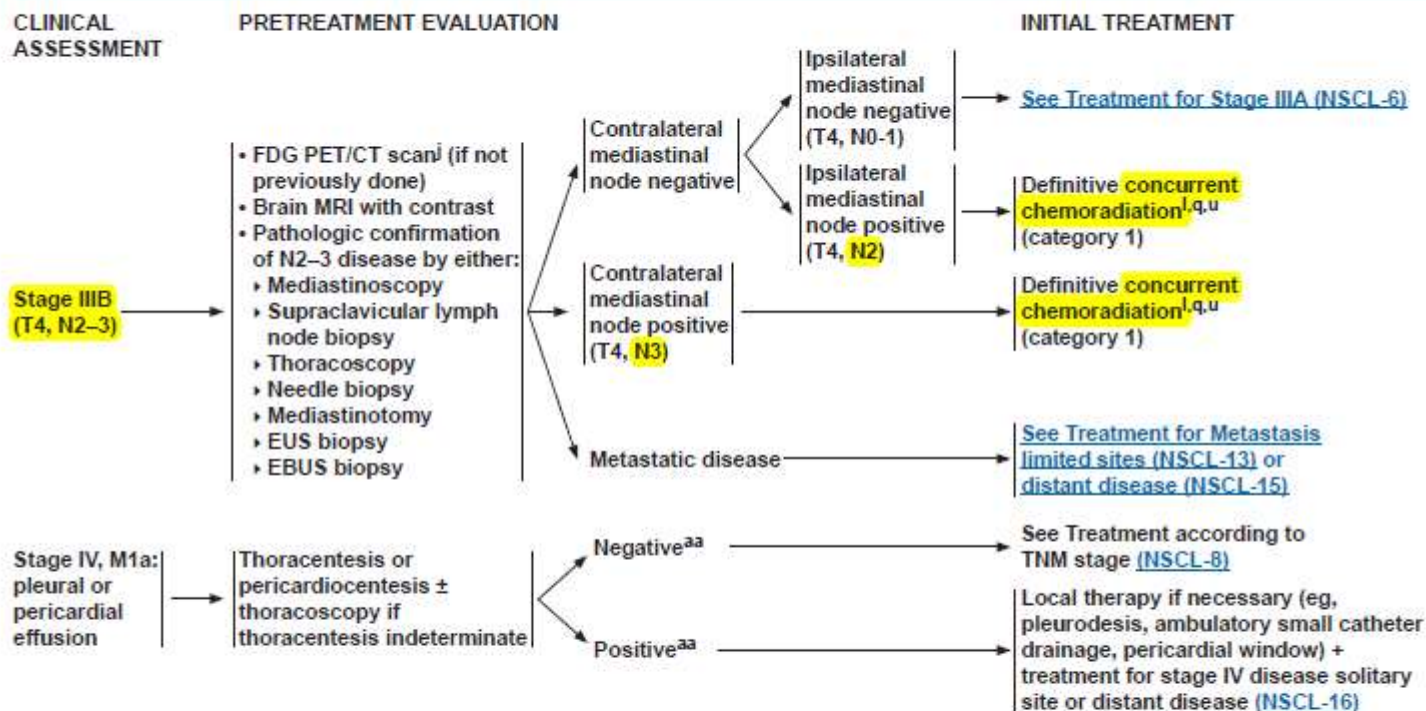 CLINICAL
ASSESSMENT
PRETREATMENT EVALUATION
INITIAL TREATMENT
Stage IIIB
(T4, N2–3)
• FDG PET/CT scanj (if not
previously done)
• Brain MRI with contrast
• Pathologic confirmation
of N2–3 disease by either:
▸ Mediastinoscopy
▸ Supraclavicular lymph
node biopsy
▸ Thoracoscopy
▸ Needle biopsy
▸ Mediastinotomy
▸ EUS biopsy
▸ EBUS biopsy
Contralateral
mediastinal
node negative
Ipsilateral
mediastinal
node negative
(T4, N0-1)
See Treatment for Stage IIIA (NSCL-6)
Ipsilateral
mediastinal
node positive
(T4, N2)
Definitive concurrent
chemoradiationl,q,u
(category 1)
Contralateral
mediastinal
node positive
(T4, N3)
Definitive concurrent
chemoradiationl,q,u
(category 1)
Metastatic disease
See Treatment for Metastasis
limited sites (NSCL-13) or
distant disease (NSCL-15)
Stage IV, M1a:
pleural or
pericardial
effusion
Thoracentesis or
pericardiocentesis ±
thoracoscopy if
thoracentesis indeterminate
Negativeaa
See Treatment according to
TNM stage (NSCL-8)
Positiveaa
Local therapy if necessary (eg,
pleurodesis, ambulatory small catheter
drainage, pericardial window) +
treatment for stage IV disease solitary
site or distant disease (NSCL-16)